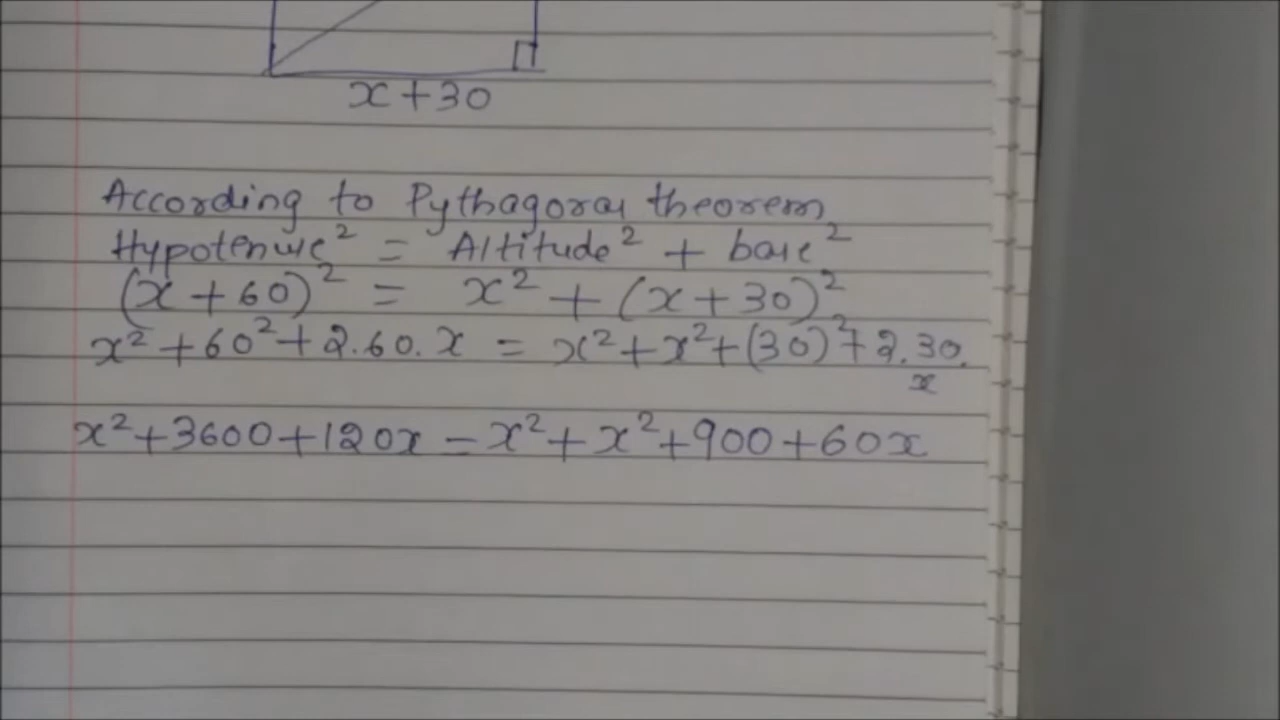 x+30
According to Pythagoras theorem
Hypotenuse² = Altitude² + base²
(x+60)² = x² + (x+30)²
x²+60²+2.60.x = x²+x²+(30)²+2.30.
x
x²+3600+120x = x²+x²+900+60x